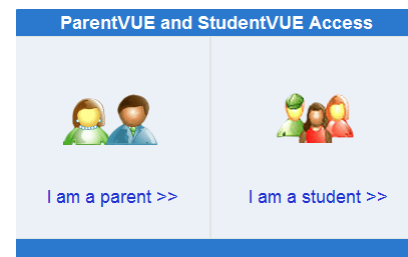 ParentVUE and StudentVUE Access
I am a parent >>
I am a student >>